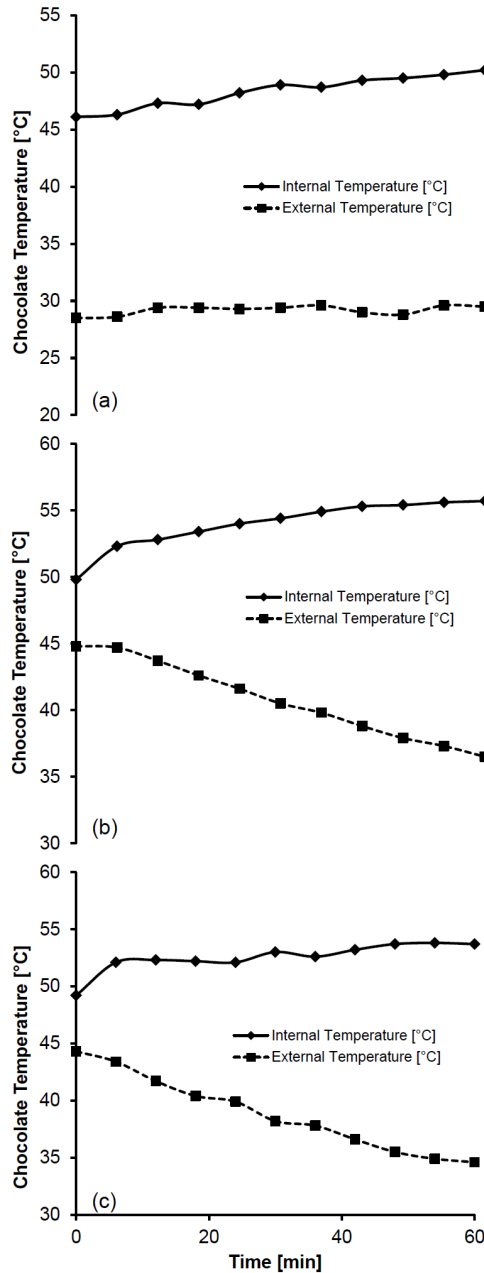 55
50
45
40
35
30
25
20
Chocolate Temperature [°C]
Internal Temperature [°C]
External Temperature [°C]
(a)
60
55
50
45
40
35
30
Chocolate Temperature [°C]
Internal Temperature [°C]
External Temperature [°C]
(b)
60
55
50
45
40
35
30
Chocolate Temperature [°C]
Internal Temperature [°C]
External Temperature [°C]
(c)
0 20 40 60
Time [min]